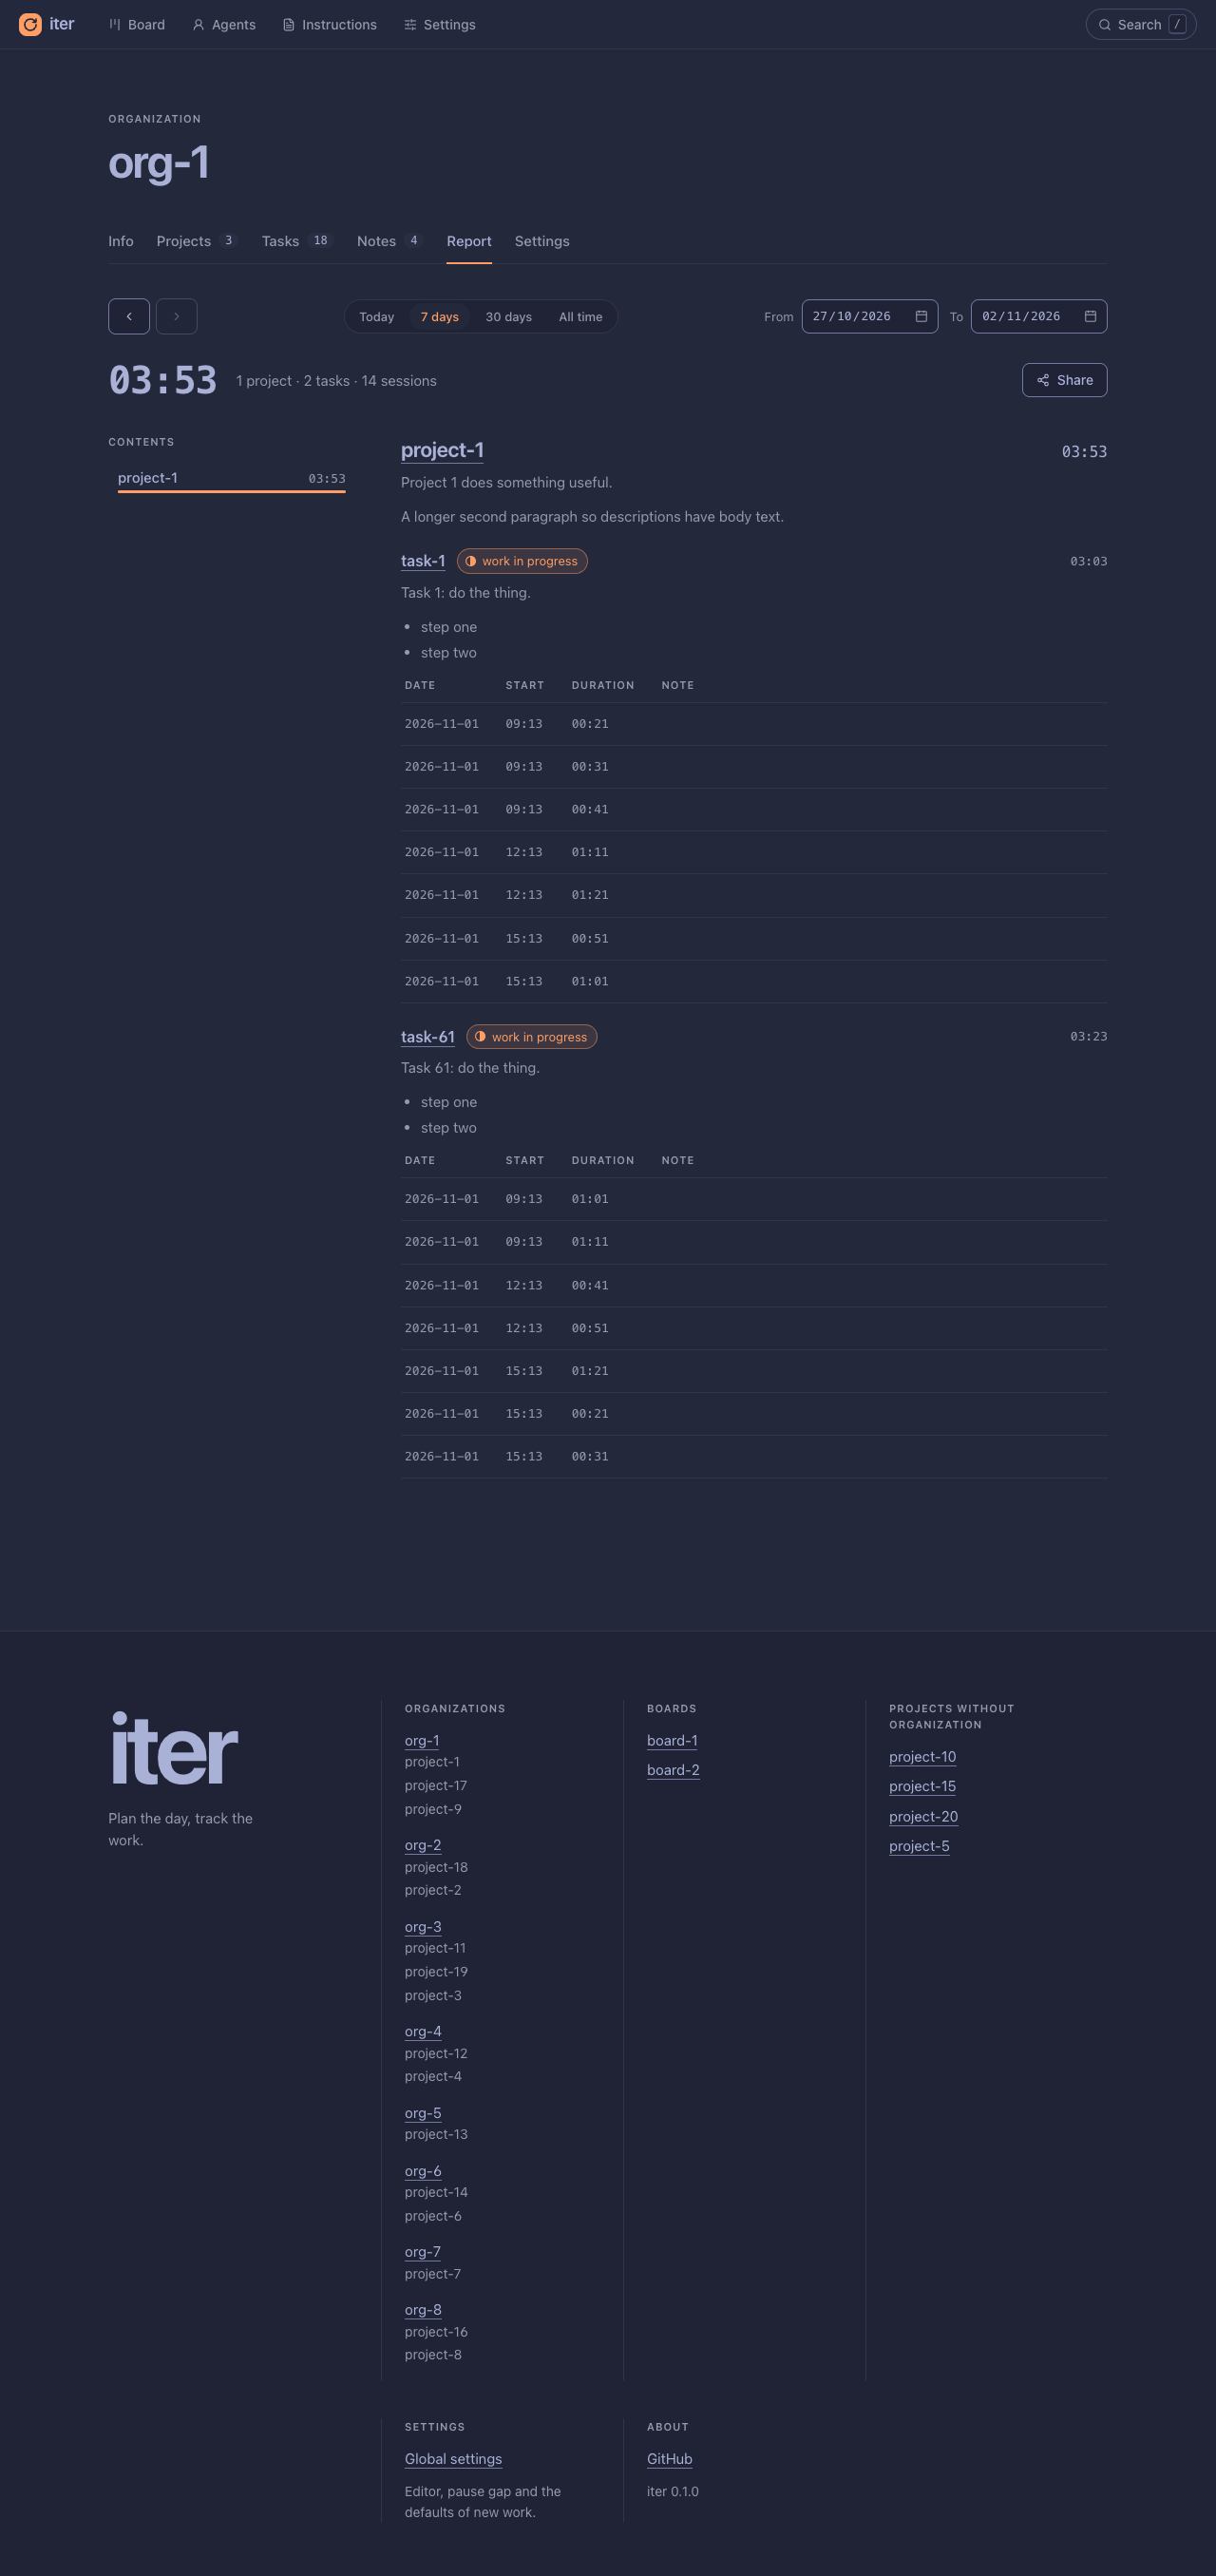 iter Board Agents Instructions Settings Search /
ORGANIZATION
org-1
Info Projects 3 Tasks 18 Notes 4 Report Settings
Today 7 days 30 days All time From 27/10/2026 To 02/11/2026
03:53 1 project · 2 tasks · 14 sessions Share
CONTENTS
project-1 03:53
project-1 03:53
Project 1 does something useful.
A longer second paragraph so descriptions have body text.
task-1 work in progress 03:03
Task 1: do the thing.
• step one
• step two
DATE START DURATION NOTE
2026-11-01 09:13 00:21
2026-11-01 09:13 00:31
2026-11-01 09:13 00:41
2026-11-01 12:13 01:11
2026-11-01 12:13 01:21
2026-11-01 15:13 00:51
2026-11-01 15:13 01:01
task-61 work in progress 03:23
Task 61: do the thing.
• step one
• step two
DATE START DURATION NOTE
2026-11-01 09:13 01:01
2026-11-01 09:13 01:11
2026-11-01 12:13 00:41
2026-11-01 12:13 00:51
2026-11-01 15:13 01:21
2026-11-01 15:13 00:21
2026-11-01 15:13 00:31
iter
Plan the day, track the
work.
ORGANIZATIONS
org-1
project-1
project-17
project-9
org-2
project-18
project-2
org-3
project-11
project-19
project-3
org-4
project-12
project-4
org-5
project-13
org-6
project-14
project-6
org-7
project-7
org-8
project-16
project-8
BOARDS
board-1
board-2
PROJECTS WITHOUT
ORGANIZATION
project-10
project-15
project-20
project-5
SETTINGS
Global settings
Editor, pause gap and the
defaults of new work.
ABOUT
GitHub
iter 0.1.0